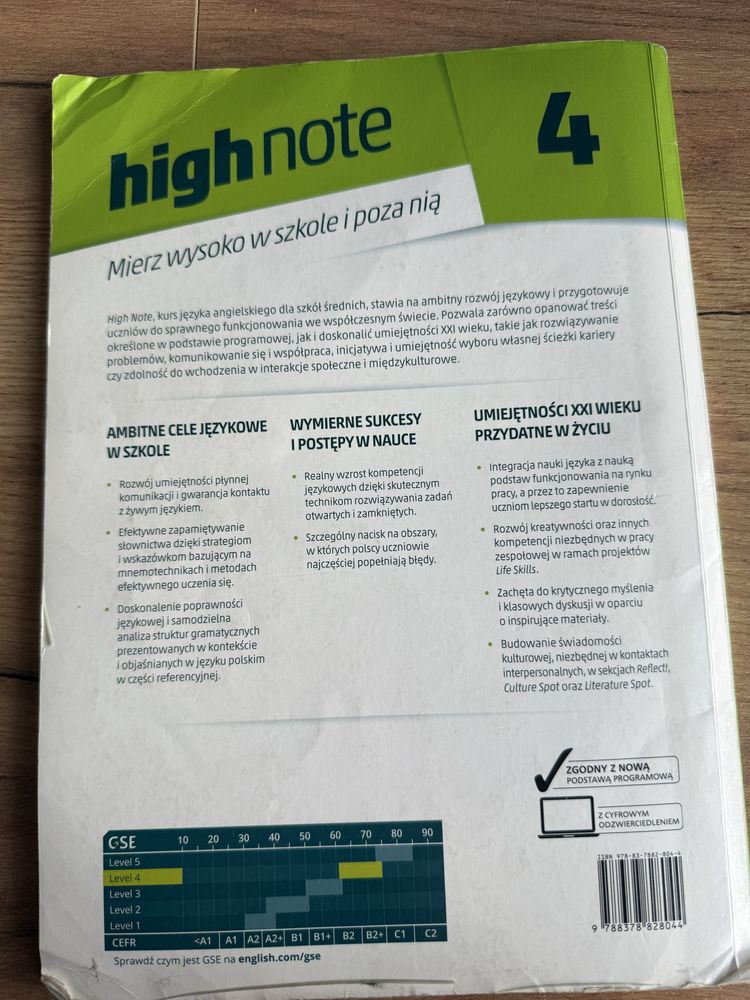 high note
4
Mierz wysoko w szkole i poza nią
High Note, kurs języka angielskiego dla szkół średnich, stawia na ambitny rozwój językowy i przygotowuje
uczniów do sprawnego funkcjonowania we współczesnym świecie. Pozwala zarówno opanować treści
określone w podstawie programowej, jak i doskonalić umiejętności XXI wieku, takie jak rozwiązywanie
problemów, komunikowanie się i współpraca, inicjatywa i umiejętność wyboru własnej ścieżki kariery
czy zdolność do wchodzenia w interakcje społeczne i międzykulturowe.
AMBITNE CELE JĘZYKOWE
W SZKOLE
• Rozwój umiejętności płynnej
komunikacji i gwarancja kontaktu
z żywym językiem.
• Efektywne zapamiętywanie
słownictwa dzięki strategiom
i wskazówkom bazującym na
mnemotechnikach i metodach
efektywnego uczenia się.
• Doskonalenie poprawności
językowej i samodzielna
analiza struktur gramatycznych
prezentowanych w kontekście
i objaśnianych w języku polskim
w części referencyjnej.
WYMIERNE SUKCESY
I POSTĘPY W NAUCE
• Realny wzrost kompetencji
językowych dzięki skutecznym
technikom rozwiązywania zadań
otwartych i zamkniętych.
• Szczególny nacisk na obszary,
w których polscy uczniowie
najczęściej popełniają błędy.
UMIEJĘTNOŚCI XXI WIEKU
PRZYDATNE W ŻYCIU
• Integracja nauki języka z nauką
podstaw funkcjonowania na rynku
pracy, a przez to zapewnienie
uczniom lepszego startu w dorosłość.
• Rozwój kreatywności oraz innych
kompetencji niezbędnych w pracy
zespołowej w ramach projektów
Life Skills.
• Zachęta do krytycznego myślenia
i klasowych dyskusji w oparciu
o inspirujące materiały.
• Budowanie świadomości
kulturowej, niezbędnej w kontaktach
interpersonalnych, w sekcjach Reflect!,
Culture Spot oraz Literature Spot.
ZGODNY Z NOWĄ
PODSTAWĄ PROGRAMOWĄ
Z CYFROWYM
ODZWIERCIEDLENIEM
GSE 10 20 30 40 50 60 70 80 90
Level 5
Level 4
Level 3
Level 2
Level 1
CEFR <A1 A1 A2 A2+ B1 B1+ B2 B2+ C1 C2
Sprawdź czym jest GSE na english.com/gse
ISBN 978-83-7882-804-4
9 788378 828044